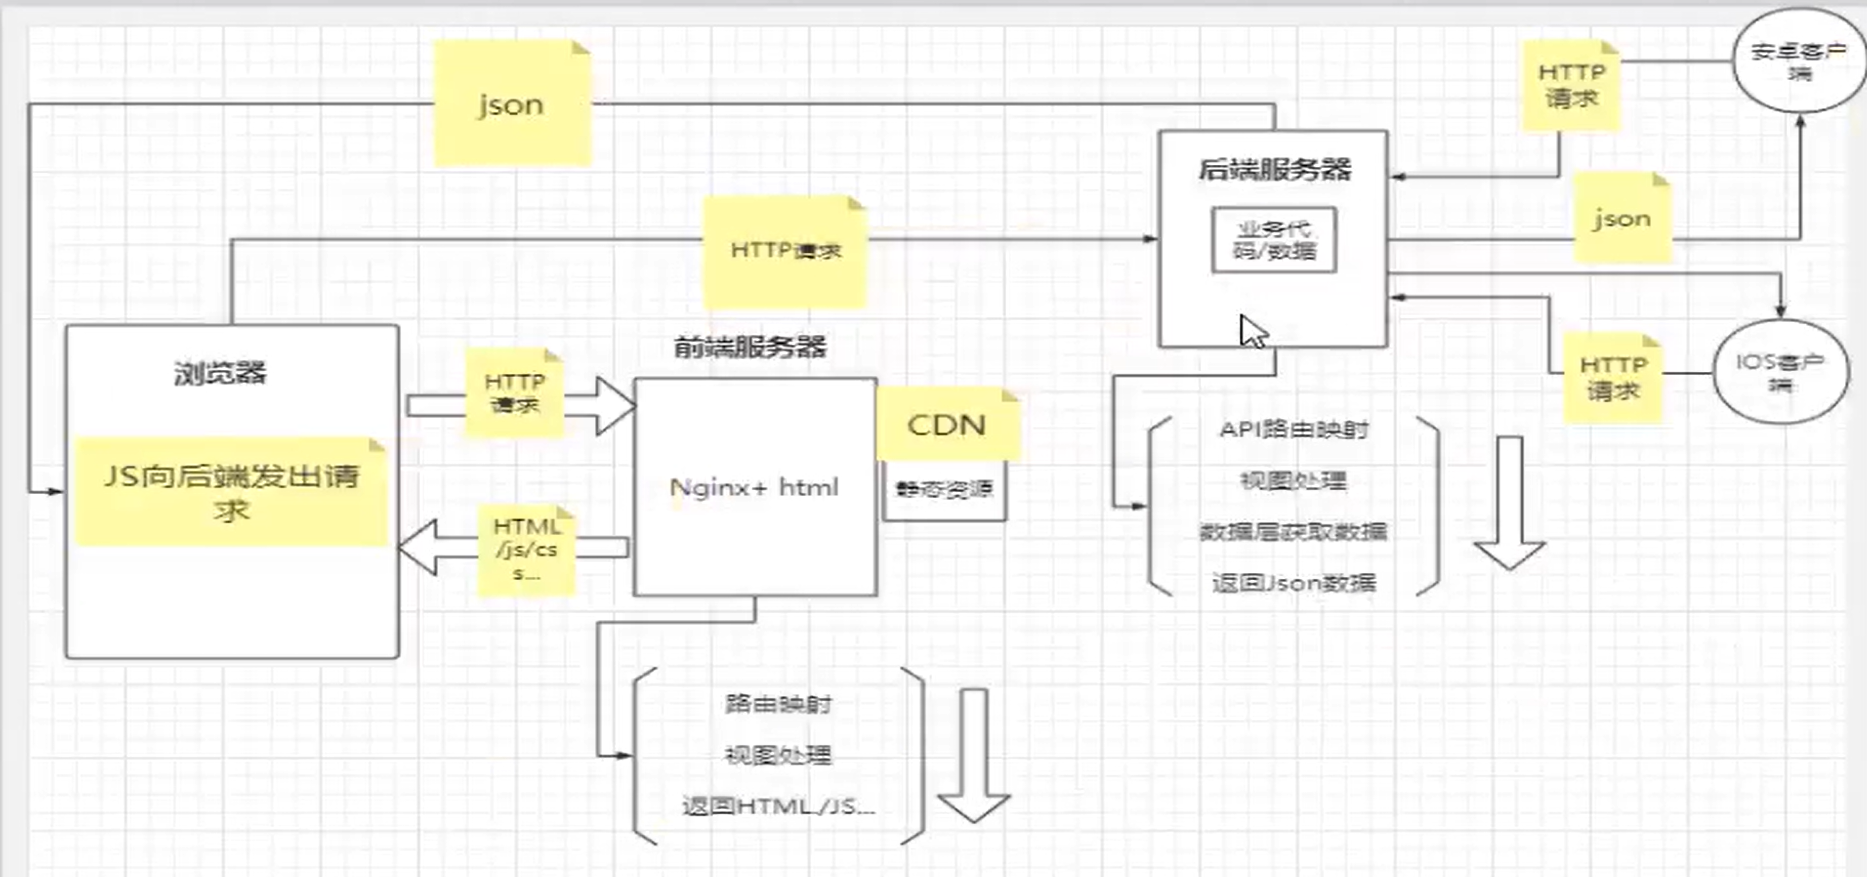 json
HTTP
请求
安卓客户
端
后端服务器
业务代
码/数据
json
HTTP请求
浏览器
JS向后端发出请
求
HTTP
请求
前端服务器
Nginx+ html
CDN
静态资源
HTML
/js/cs
s...
HTTP
请求
IOS客户
端
API路由映射
视图处理
数据层获取数据
返回Json数据
路由映射
视图处理
返回HTML/JS...